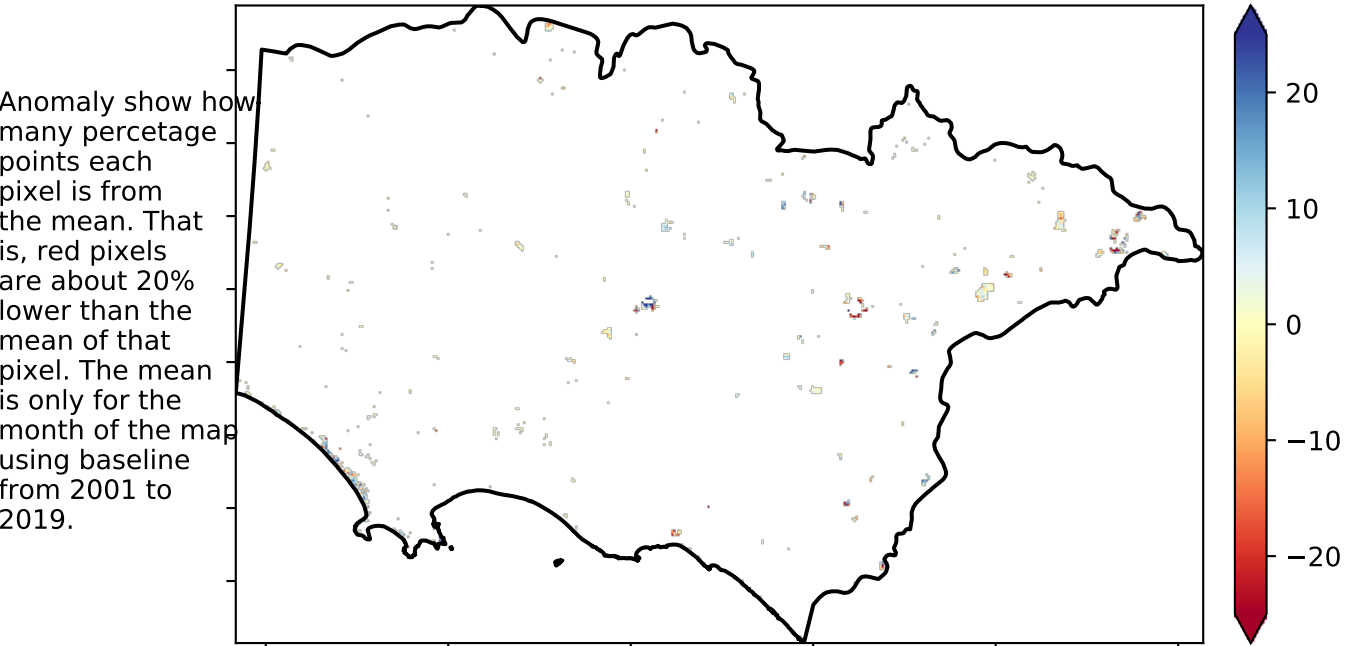 Anomaly show how
many percetage
points each
pixel is from
the mean. That
is, red pixels
are about 20%
lower than the
mean of that
pixel. The mean
is only for the
month of the map
using baseline
from 2001 to
2019.
20
10
0
−10
−20